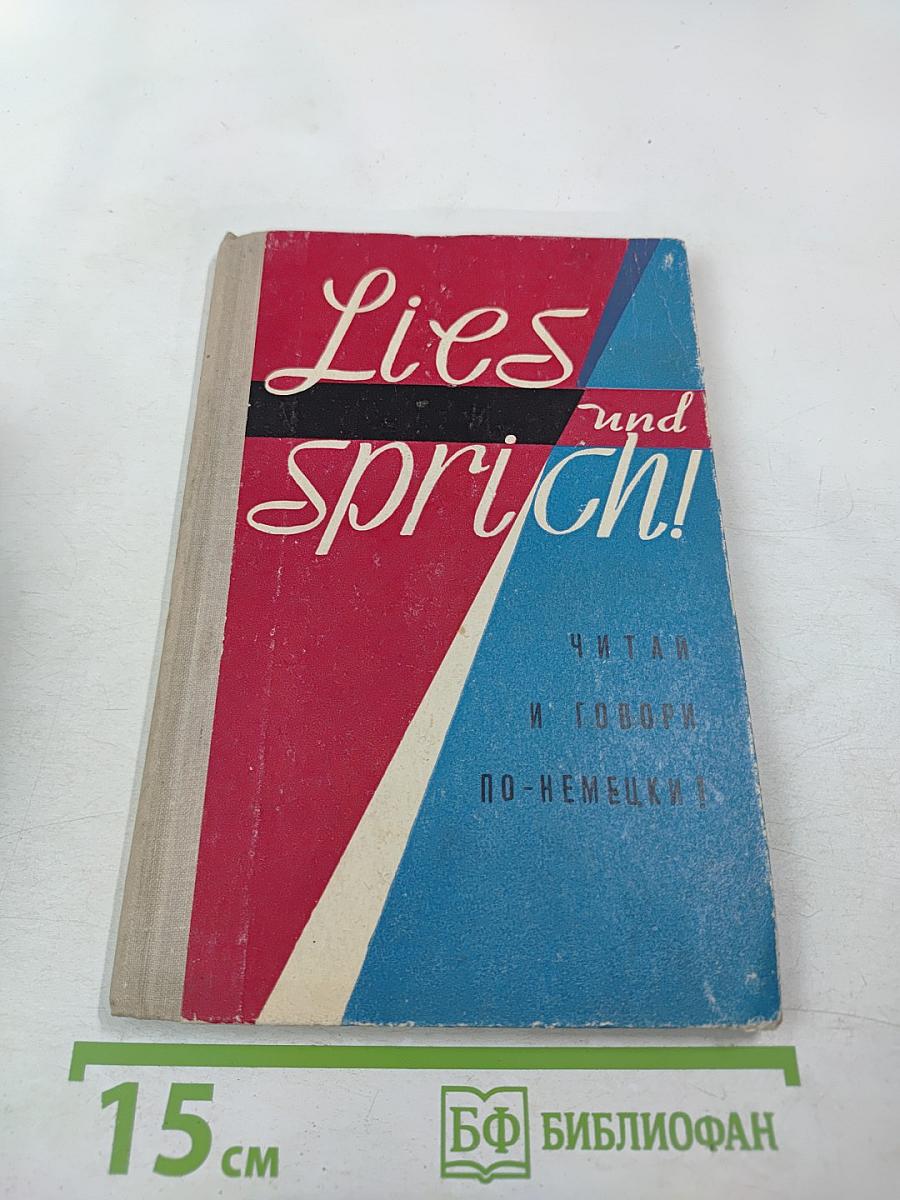 Lies
und
sprich!
ЧИТАЙ
И ГОВОРИ
ПО-НЕМЕЦКИ!
15 см
БФ БИБЛИОФАН